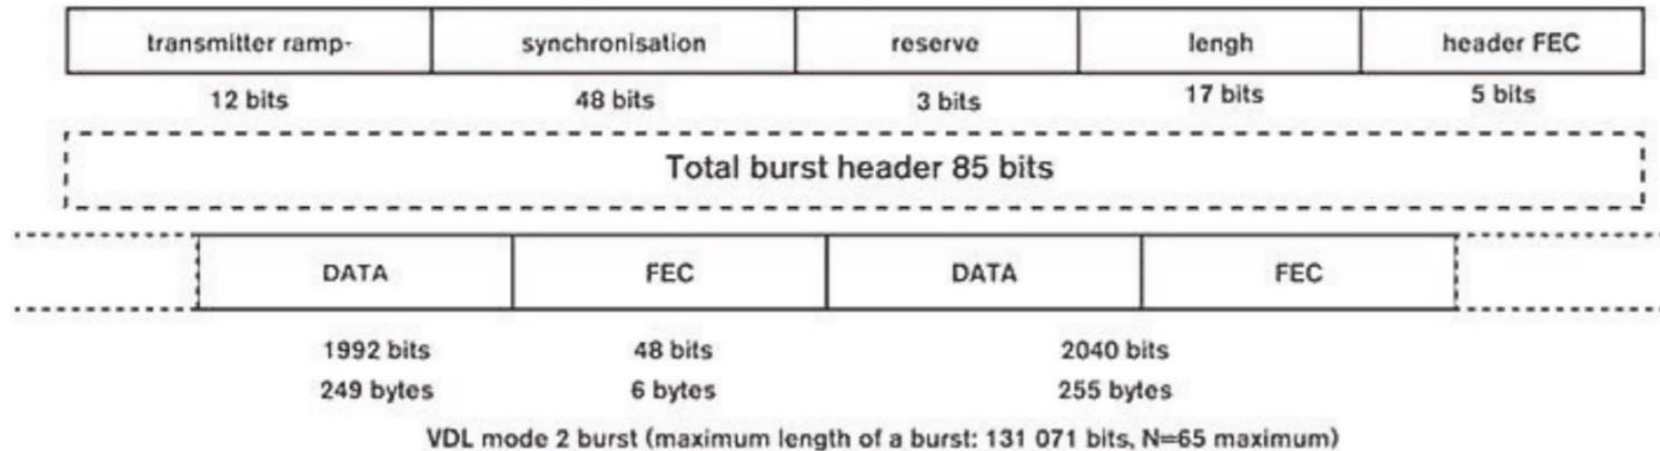 transmitter ramp- synchronisation reserve lengh header FEC
12 bits 48 bits 3 bits 17 bits 5 bits
Total burst header 85 bits
DATA FEC DATA FEC
1992 bits 48 bits 2040 bits
249 bytes 6 bytes 255 bytes
VDL mode 2 burst (maximum length of a burst: 131 071 bits, N=65 maximum)